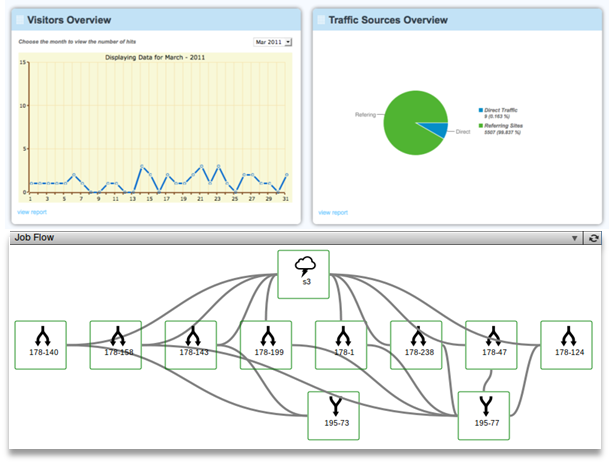 Visitors Overview
Choose the month to view the number of hits
Mar 2011
Displaying Data for March - 2011
15
10
5
0
1 3 5 7 9 11 13 15 17 19 21 23 25 27 29 31
view report
Traffic Sources Overview
Referring
Direct
Direct Traffic
9 (0.163 %)
Referring Sites
5507 (99.837 %)
view report
Job Flow
s3
178-140
178-158
178-143
178-199
178-1
178-238
178-47
178-124
195-73
195-77